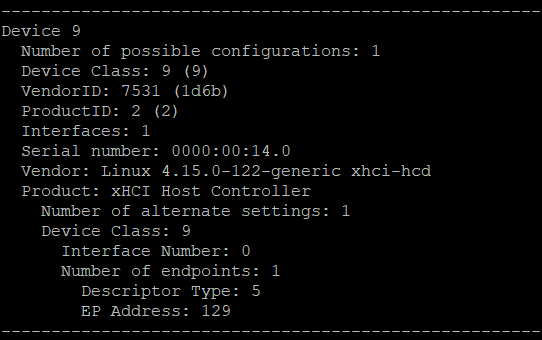 ------------------------------------------------------
Device 9
Number of possible configurations: 1
Device Class: 9 (9)
VendorID: 7531 (1d6b)
ProductID: 2 (2)
Interfaces: 1
Serial number: 0000:00:14.0
Vendor: Linux 4.15.0-122-generic xhci-hcd
Product: xHCI Host Controller
Number of alternate settings: 1
Device Class: 9
Interface Number: 0
Number of endpoints: 1
Descriptor Type: 5
EP Address: 129
------------------------------------------------------